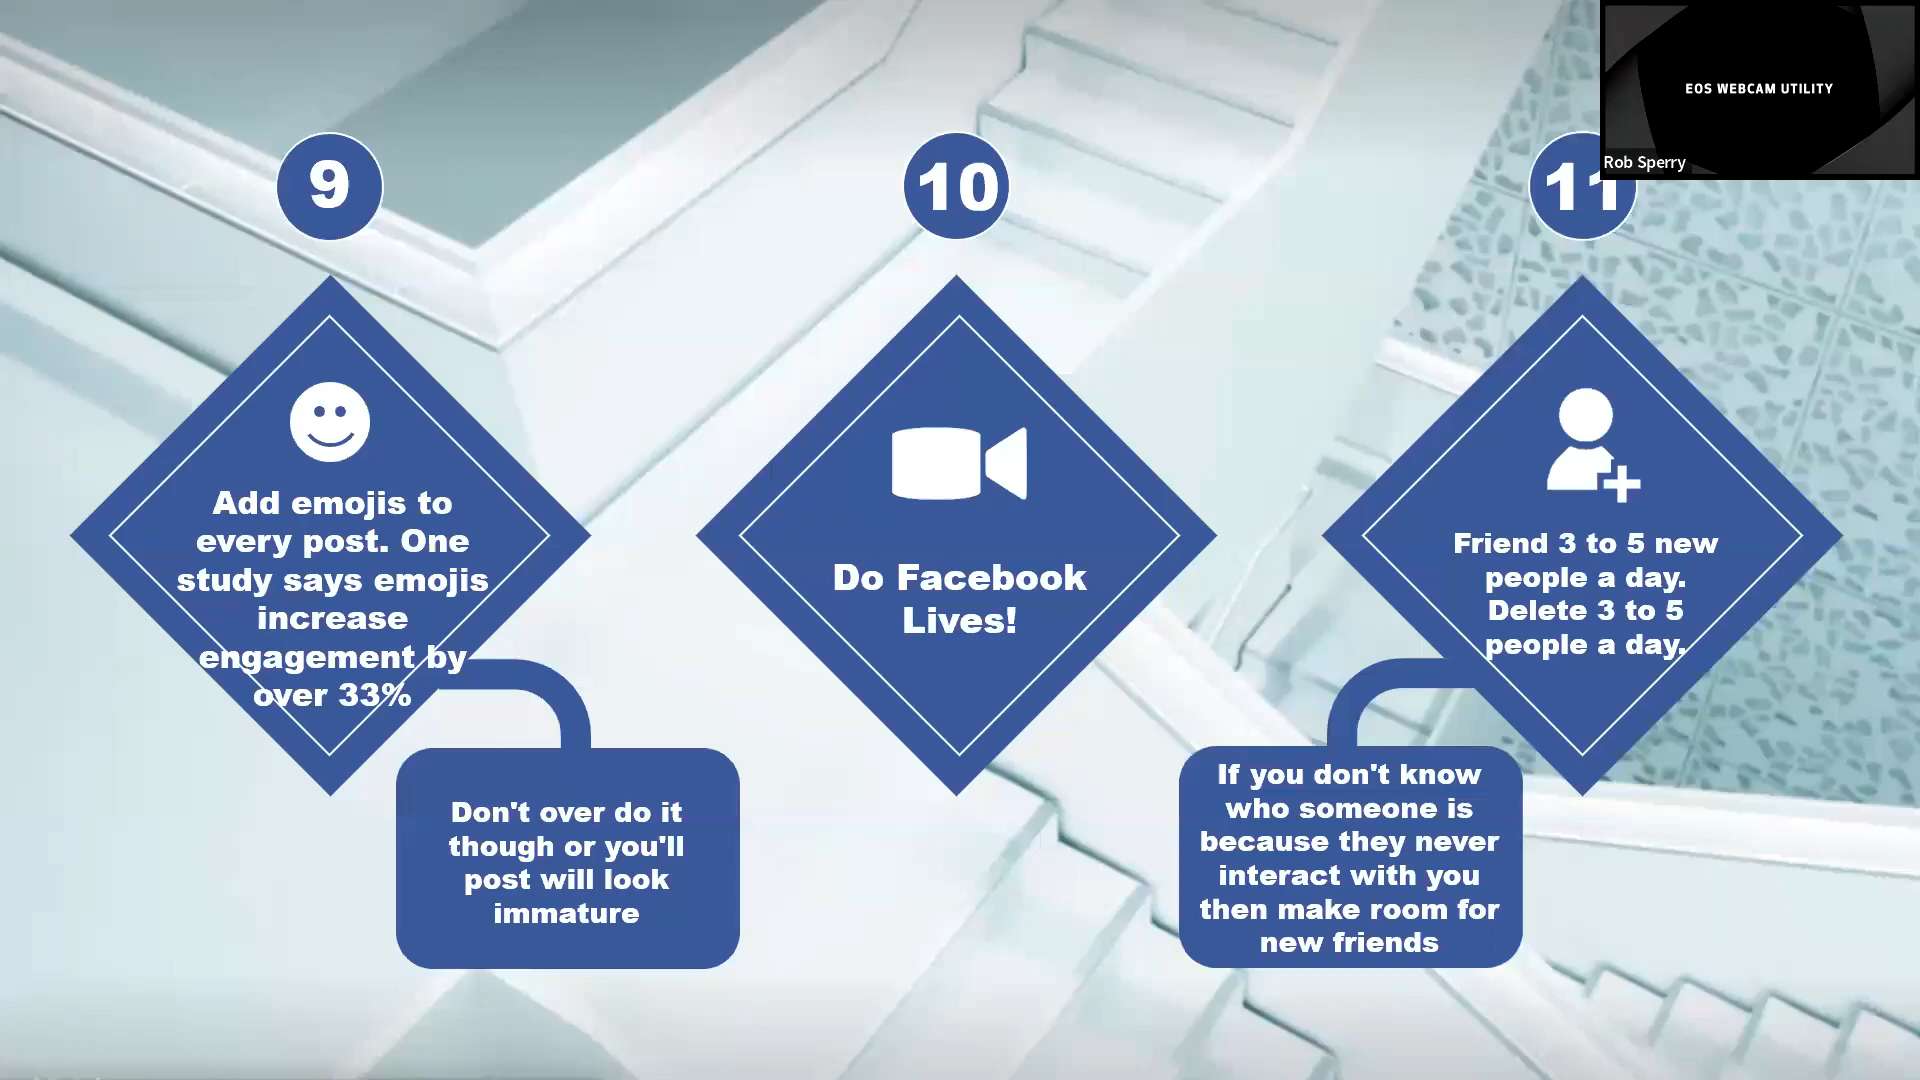 EOS WEBCAM UTILITY
Rob Sperry
9
10
11
Add emojis to
every post. One
study says emojis
increase
engagement by
over 33%
Don't over do it
though or you'll
post will look
immature
Do Facebook
Lives!
Friend 3 to 5 new
people a day.
Delete 3 to 5
people a day.
If you don't know
who someone is
because they never
interact with you
then make room for
new friends